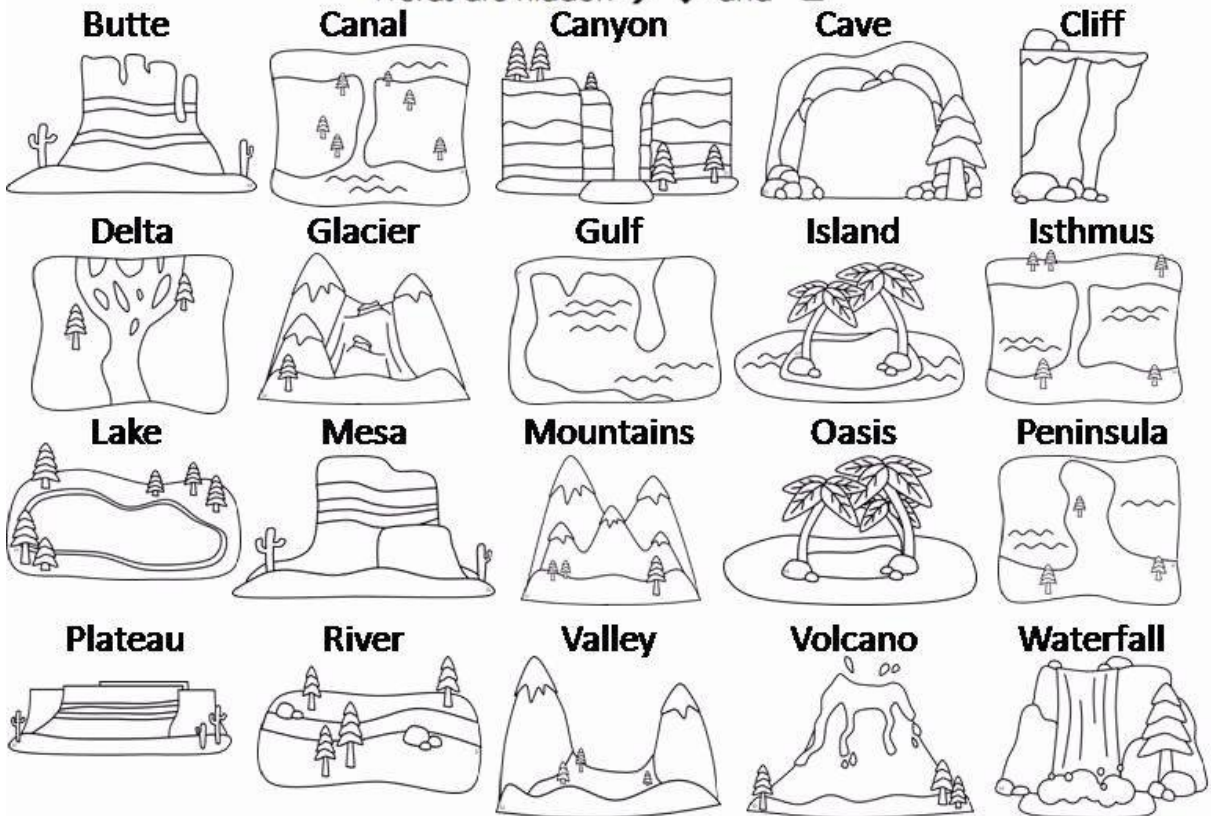 Butte Canal Canyon Cave Cliff
Delta Glacier Gulf Island Isthmus
Lake Mesa Mountains Oasis Peninsula
Plateau River Valley Volcano Waterfall